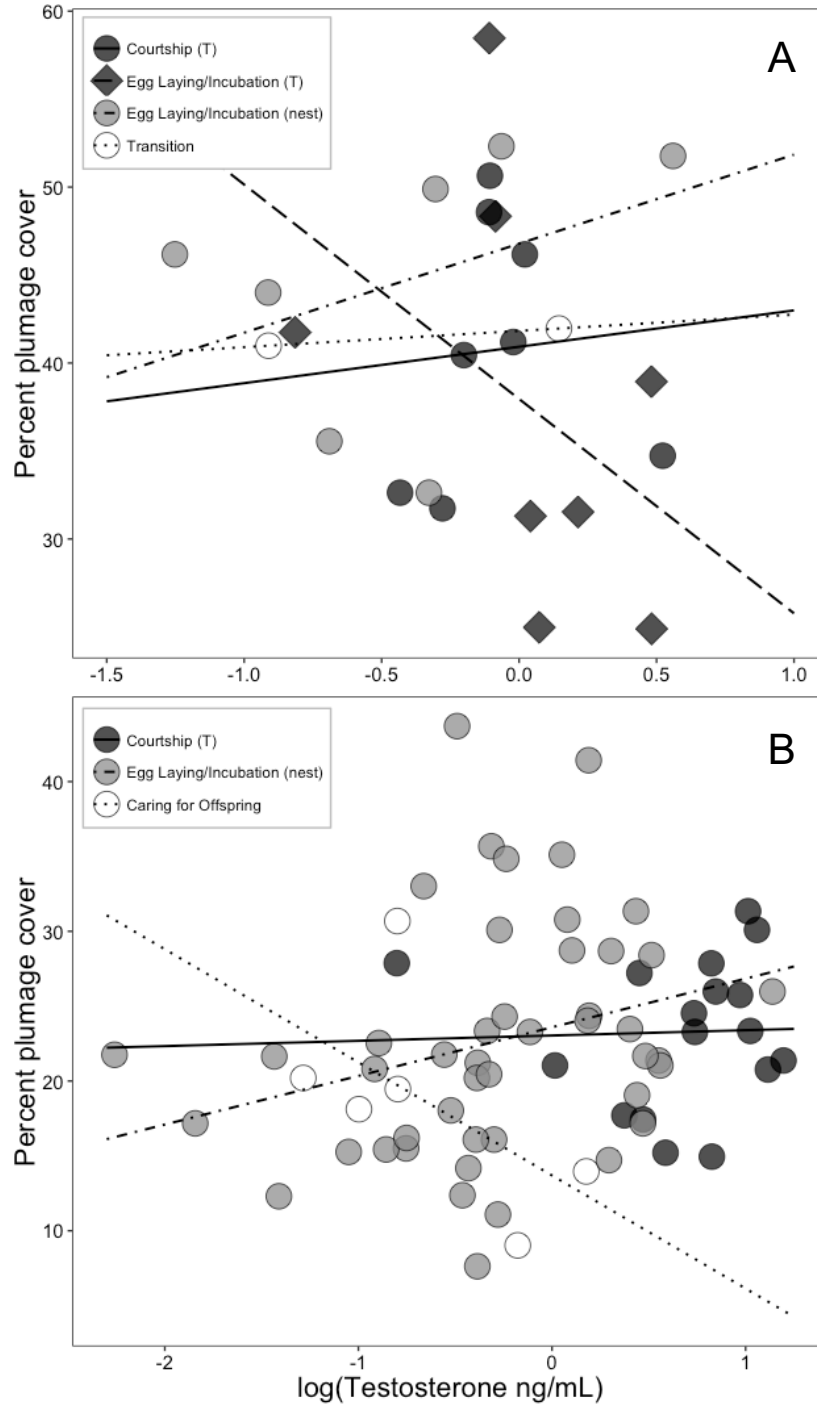 60
Courtship (T)
A
Egg Laying/Incubation (T)
Egg Laying/Incubation (nest)
Transition
50
Percent plumage cover
40
30
-1.5 -1.0 -0.5 0.0 0.5 1.0
Courtship (T)
B
Egg Laying/Incubation (nest)
Caring for Offspring
40
30
Percent plumage cover
20
10
-2 -1 0 1
log(Testosterone ng/mL)